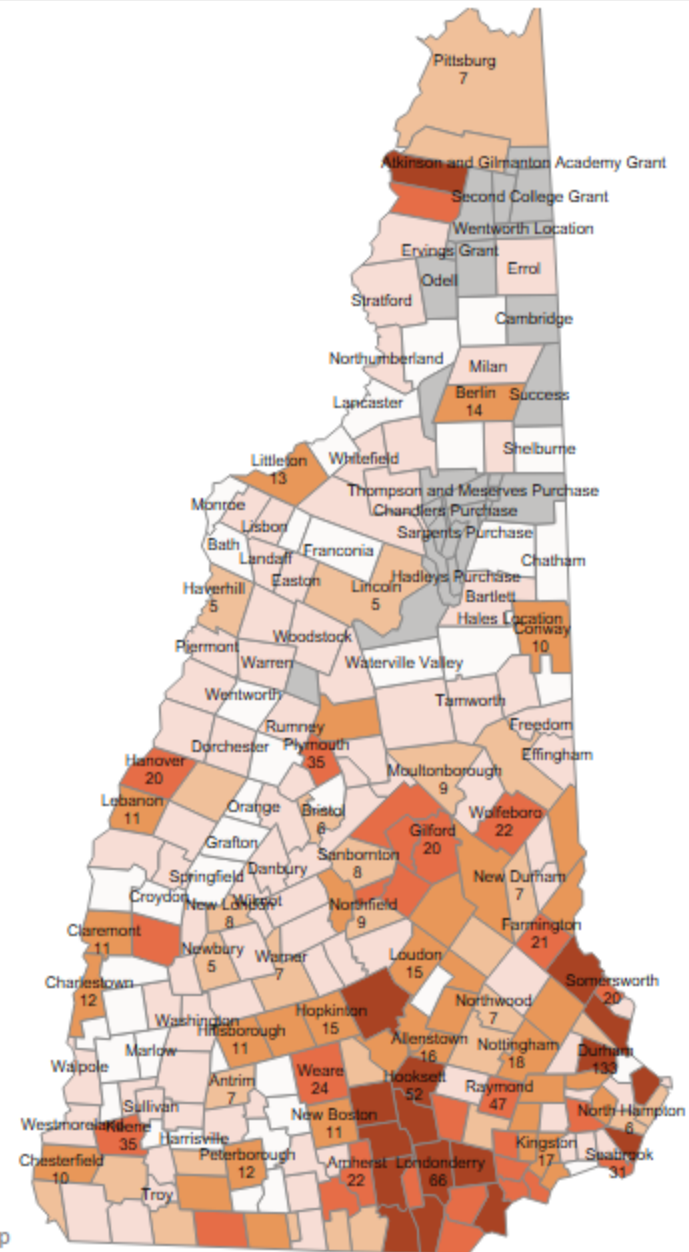 Pittsburg
7
Atkinson and Gilmanton Academy Grant
Second College Grant
Wentworth Location
Ervings Grant
Errol
Odell
Stratford
Cambridge
Northumberland
Milan
Berlin
14
Success
Lancaster
Shelburne
Whitefield
Littleton
13
Thompson and Meserves Purchase
Chandlers Purchase
Monroe
Lisbon
Sargents Purchase
Bath
Franconia
Landaff
Chatham
Easton
Hadleys Purchase
Haverhill
5
Lincoln
5
Bartlett
Hales Location
Conway
10
Woodstock
Piermont
Warren
Waterville Valley
Wentworth
Tamworth
Rumney
Freedom
Dorchester
Plymouth
35
Effingham
Hanover
20
Moultonborough
9
Lebanon
11
Orange
Bristol
6
Wolfeboro
22
Gilford
20
Grafton
Sanbornton
8
Danbury
Springfield
New Durham
7
Croydon
Wilmot
New London
8
Northfield
9
Farmington
21
Claremont
11
Newbury
5
Warner
7
Loudon
15
Somersworth
20
Charlestown
12
Northwood
7
Hopkinton
15
Washington
Hillsborough
11
Allenstown
16
Nottingham
18
Durham
133
Marlow
Walpole
Weare
24
Hooksett
52
Antrim
7
Raymond
47
Sullivan
New Boston
11
North Hampton
6
Westmoreland
Keene
35
Harrisville
Kingston
17
Seabrook
31
Peterborough
12
Chesterfield
10
Amherst
22
Londonderry
66
Troy
p